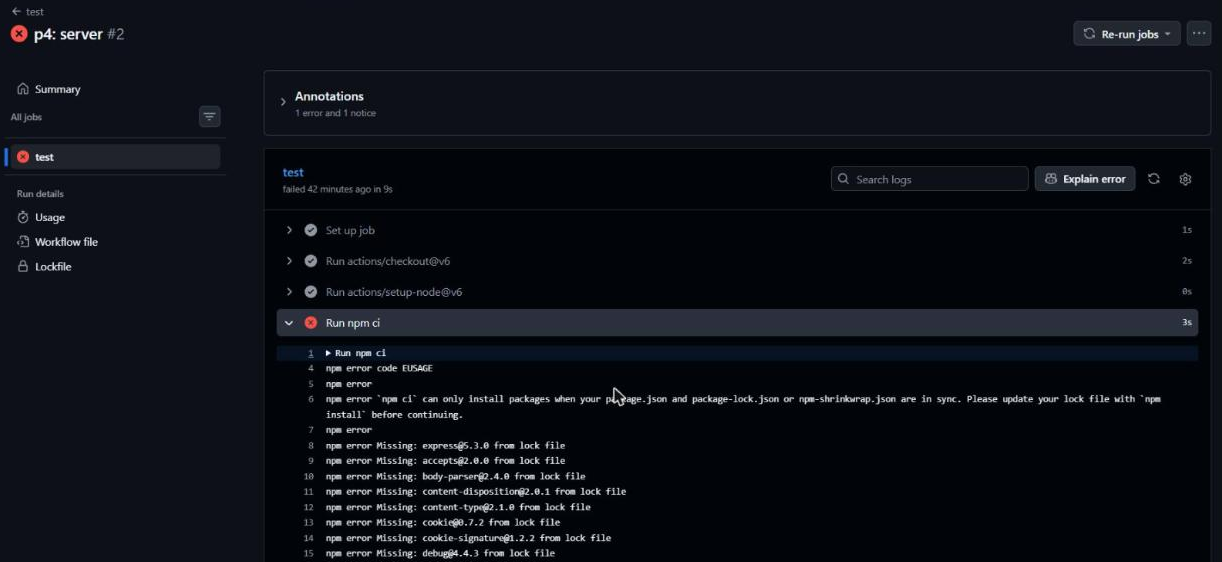 ← test
p4: server #2
Re-run jobs
Summary
All jobs
test
Run details
Usage
Workflow file
Lockfile
Annotations
1 error and 1 notice
test
failed 42 minutes ago in 9s
Search logs
Explain error
Set up job 1s
Run actions/checkout@v6 2s
Run actions/setup-node@v6 0s
Run npm ci 3s
1 Run npm ci
4 npm error code EUSAGE
5 npm error
6 npm error `npm ci` can only install packages when your package.json and package-lock.json or npm-shrinkwrap.json are in sync. Please update your lock file with `npm
install` before continuing.
7 npm error
8 npm error Missing: express@5.3.0 from lock file
9 npm error Missing: accepts@2.0.0 from lock file
10 npm error Missing: body-parser@2.4.0 from lock file
11 npm error Missing: content-disposition@2.0.1 from lock file
12 npm error Missing: content-type@2.1.0 from lock file
13 npm error Missing: cookie@0.7.2 from lock file
14 npm error Missing: cookie-signature@1.2.2 from lock file
15 npm error Missing: debug@4.4.3 from lock file